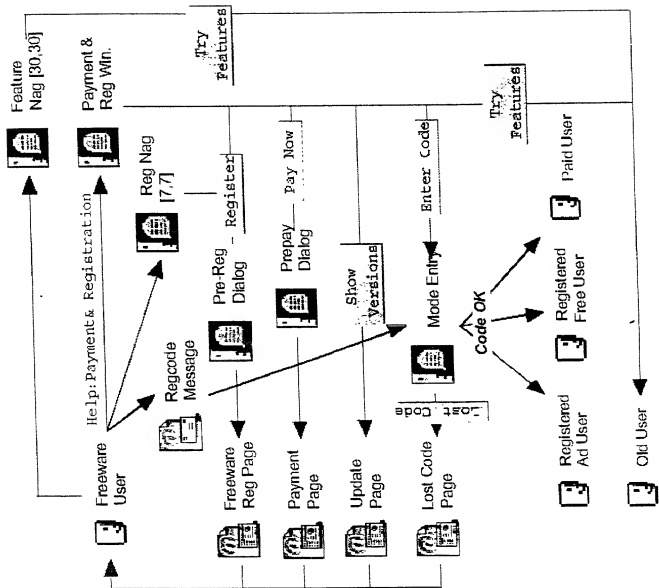 Feature
Nag [30,30]
Payment &
Reg Win.
Try
Features
Help:Payment& Registration
Reg Nag
[7,7]
Freeware
User
Regcode
Message
Pre-Reg
Dialog
Register
Prepay
Dialog
Pay Now
Show
Versions
Mode Entry
Enter Code
Try
Features
Freeware
Reg Page
Payment
Page
Update
Page
Lost Code
Page
Lost Code
Code OK
Registered
Ad User
Registered
Free User
Paid User
Old User